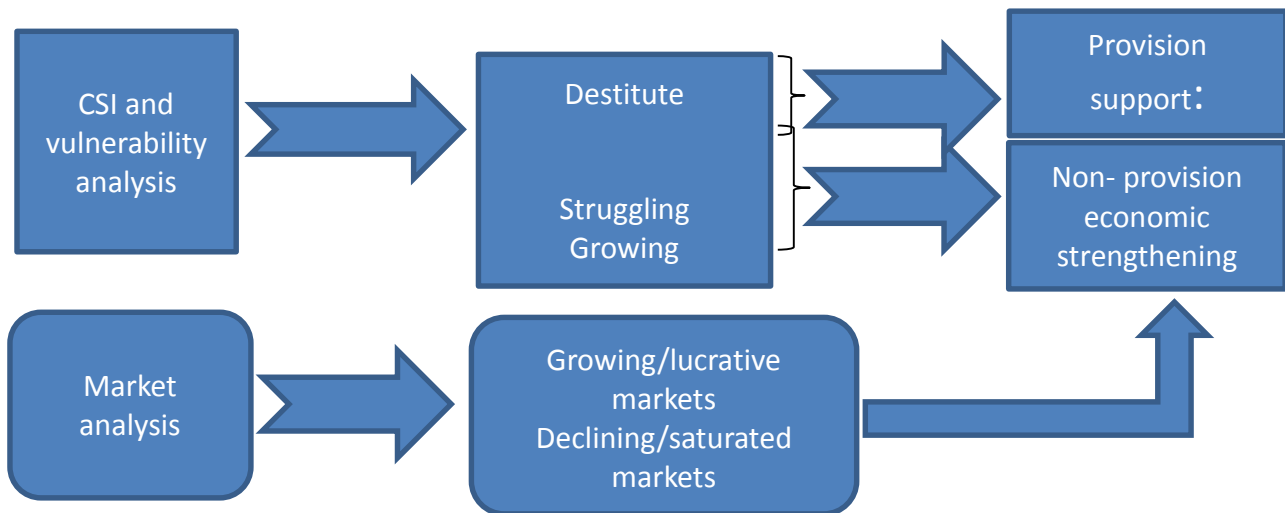 CSI and
vulnerability
analysis
Destitute
Struggling
Growing
Provision
support:
Non- provision
economic
strengthening
Market
analysis
Growing/lucrative
markets
Declining/saturated
markets